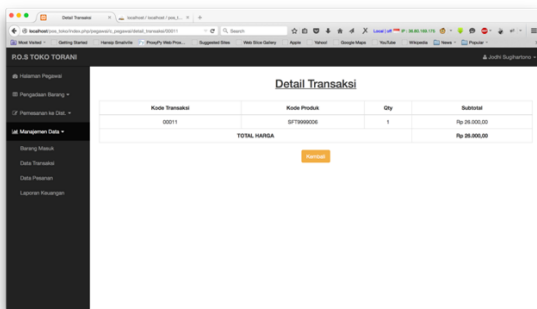 Detail Transaksi
localhost / localhost / pos_t...
localhost/pos_toko/index.php/pegawai/c_pegawai/detail_transaksi/00011
Search
Most Visited
Getting Started
Suggested Sites
Web Slice Gallery
Apple
Yahoo!
Google Maps
YouTube
Wikipedia
News
Popular
P.O.S TOKO TORANI
Jodhi Sugihartono
Halaman Pegawai
Pengadaan Barang
Pemesanan ke Dist.
Manajemen Data
Barang Masuk
Data Transaksi
Data Pesanan
Laporan Keuangan
Detail Transaksi
Kode Transaksi Kode Produk Qty Subtotal
00011 SFT9999006 1 Rp 26.000,00
TOTAL HARGA Rp 26.000,00
Kembali